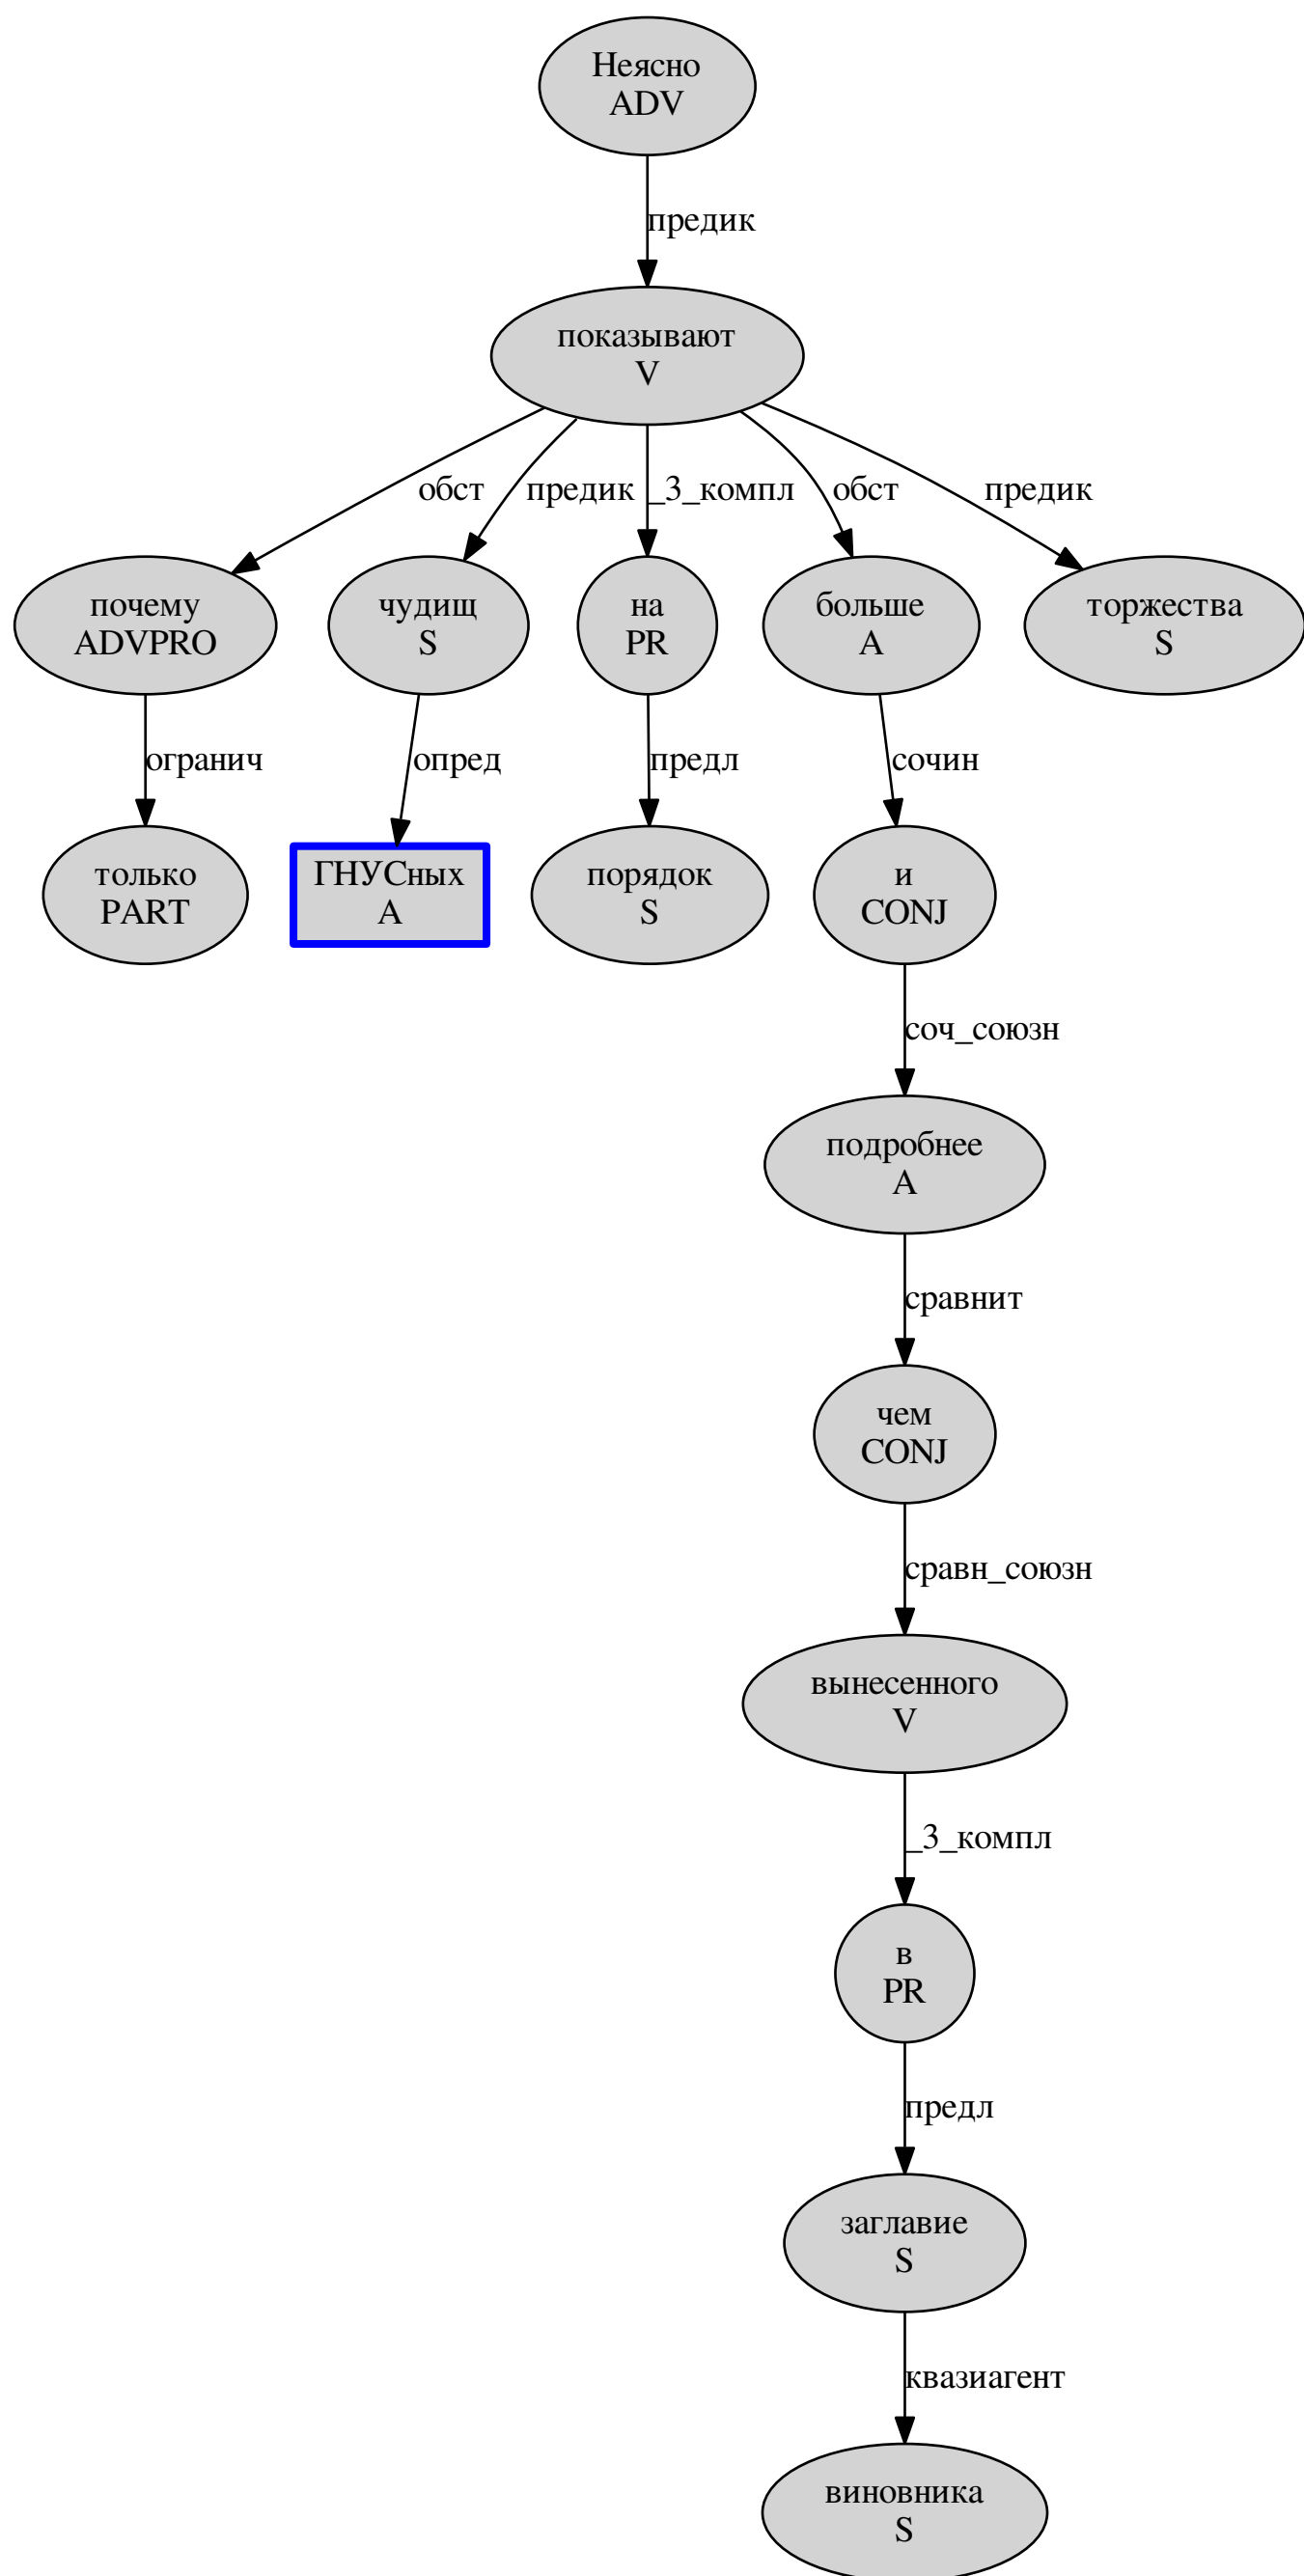 Неясно
ADV
предик
показывают
V
обст
предик
_3_компл
обст
предик
почему
ADVPRO
чудищ
S
на
PR
больше
A
торжества
S
огранич
опред
предл
сочин
только
PART
ГНУСных
A
порядок
S
и
CONJ
соч_союзн
подробнее
A
сравнит
чем
CONJ
сравн_союзн
вынесенного
V
_3_компл
в
PR
предл
заглавие
S
квазиагент
виновника
S